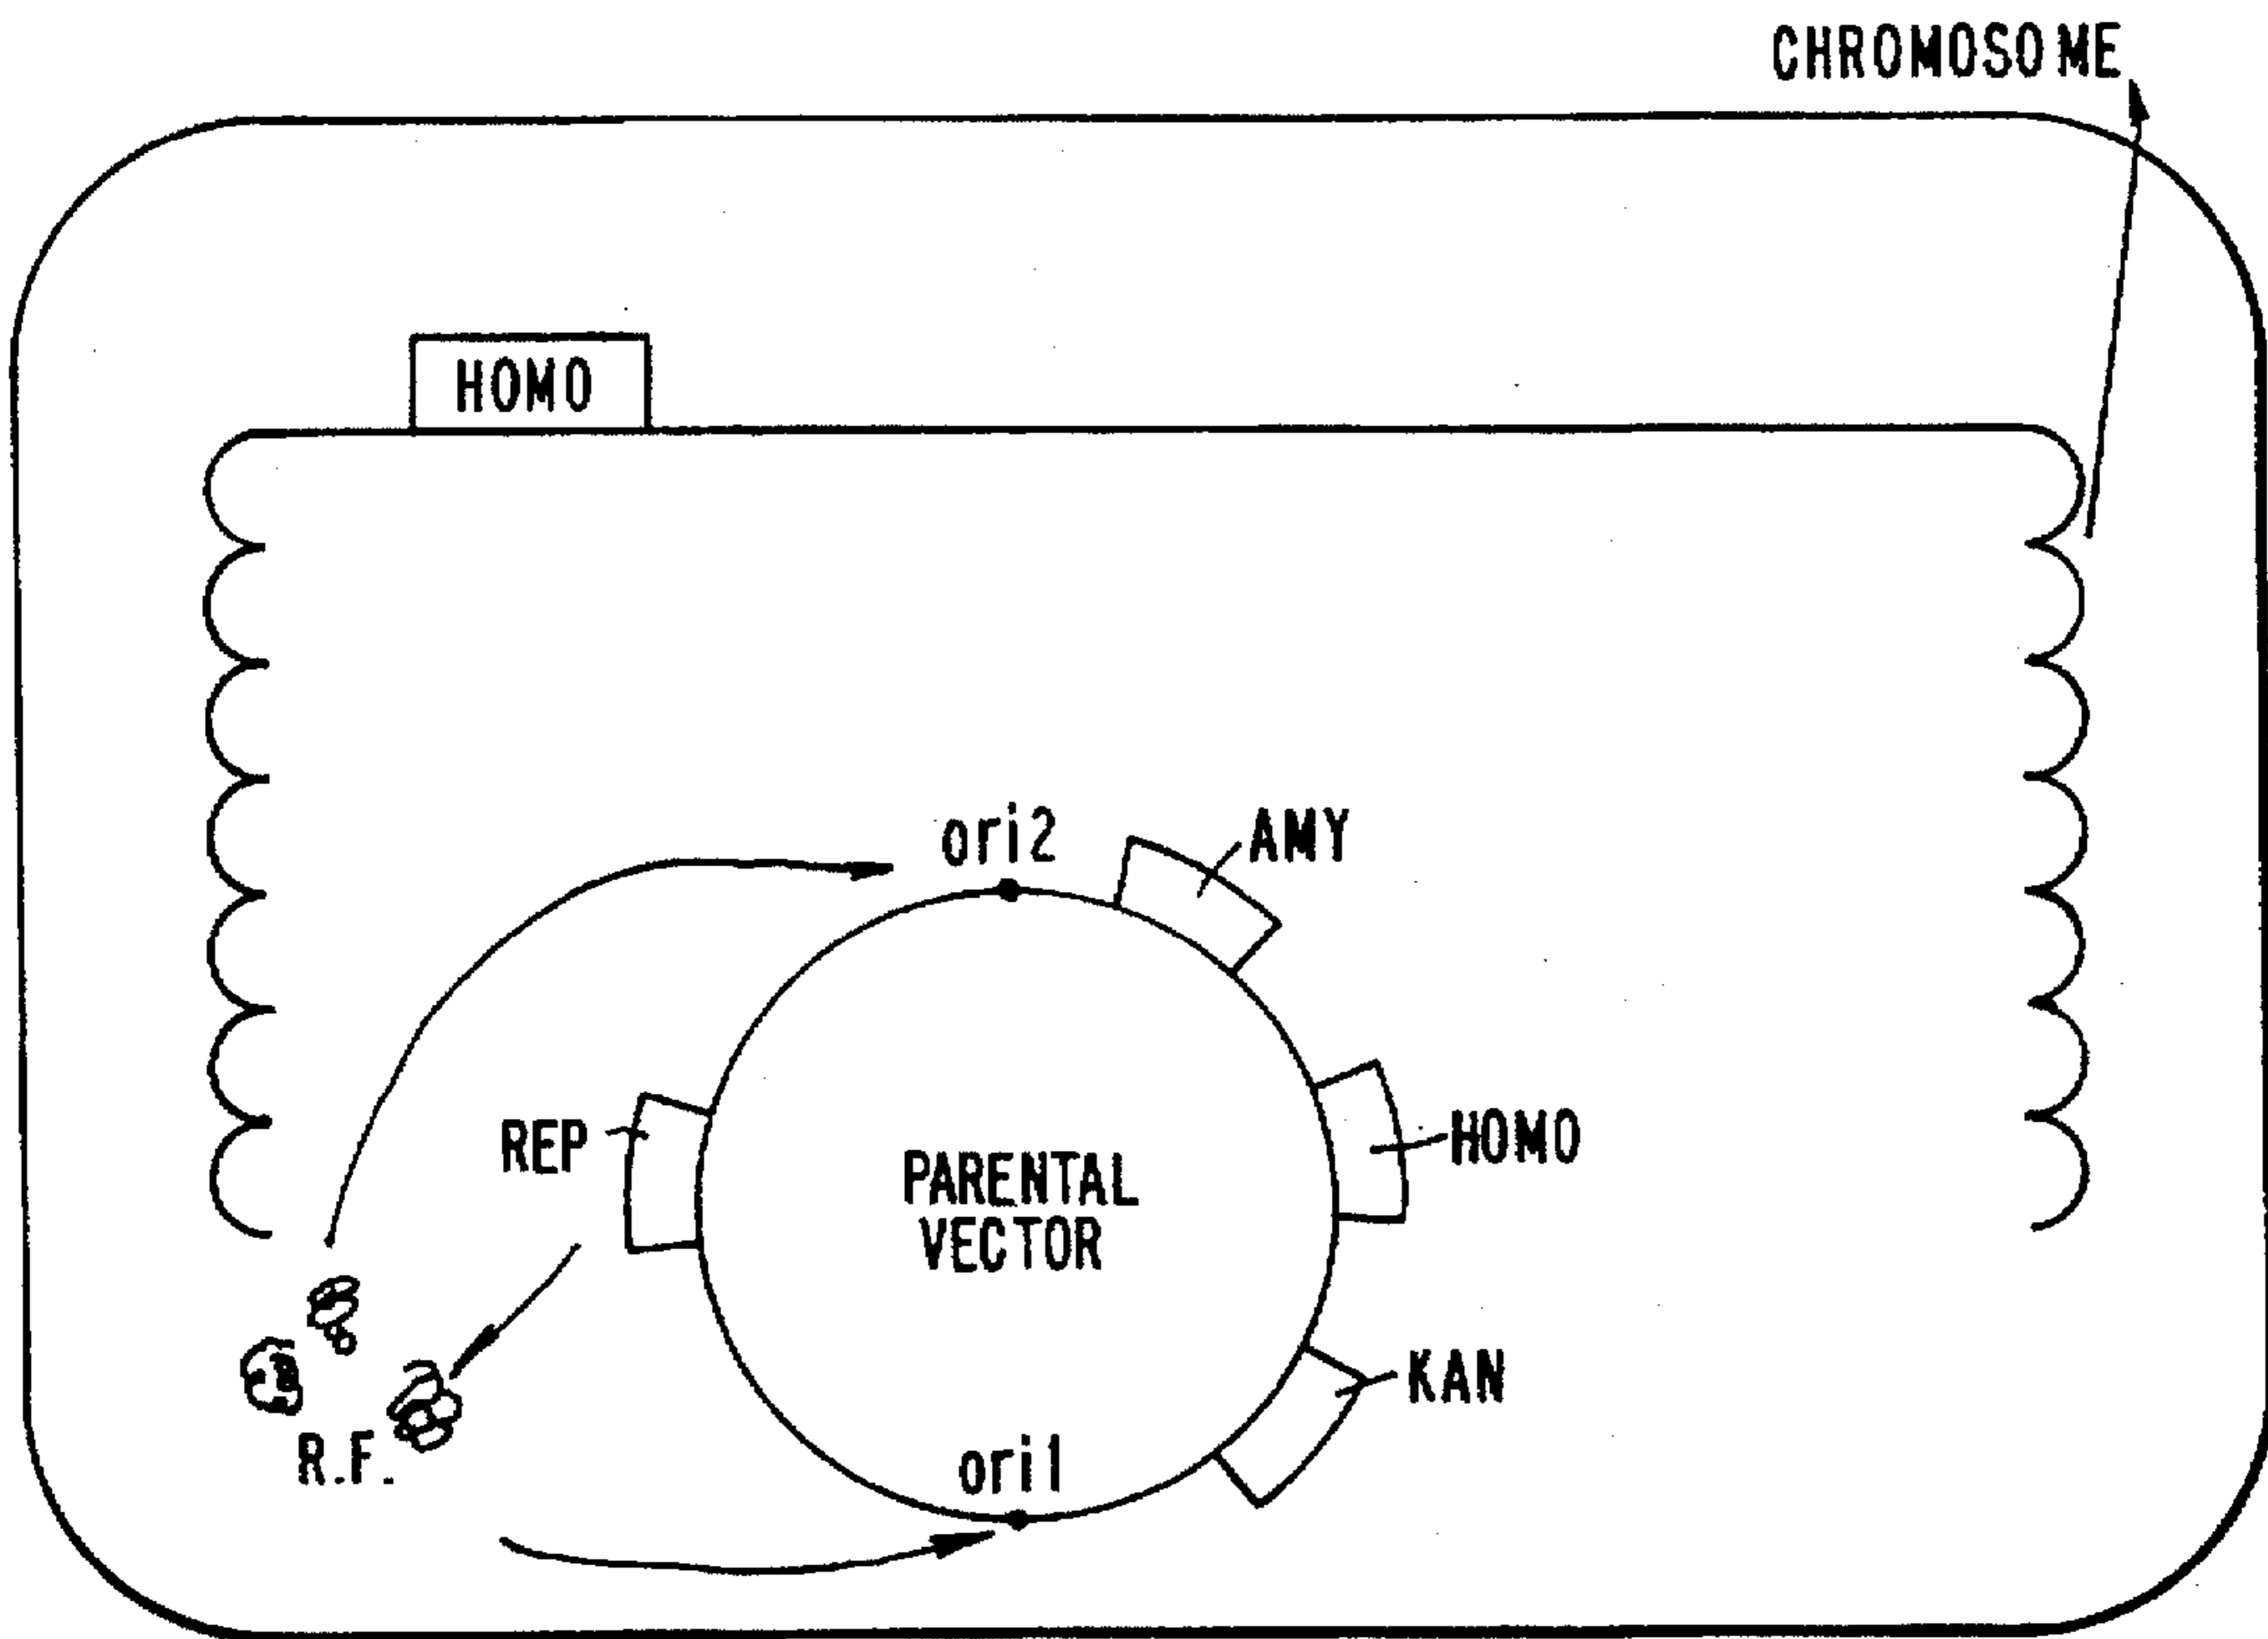 CHROMOSOME
HOMO
ori2
AMY
REP
PARENTAL
VECTOR
HOMO
KAN
R.F.
ori1